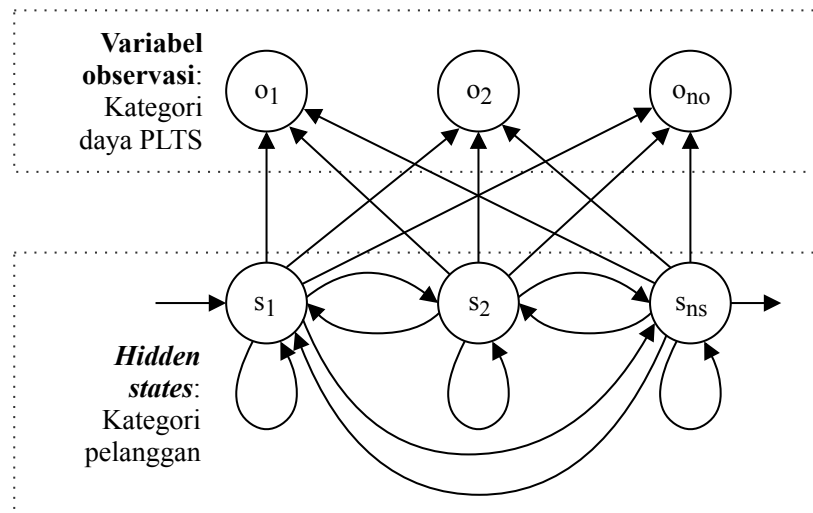 Variabel
observasi:
Kategori
daya PLTS
o1
o2
ono
s1
s2
sns
Hidden
states:
Kategori
pelanggan